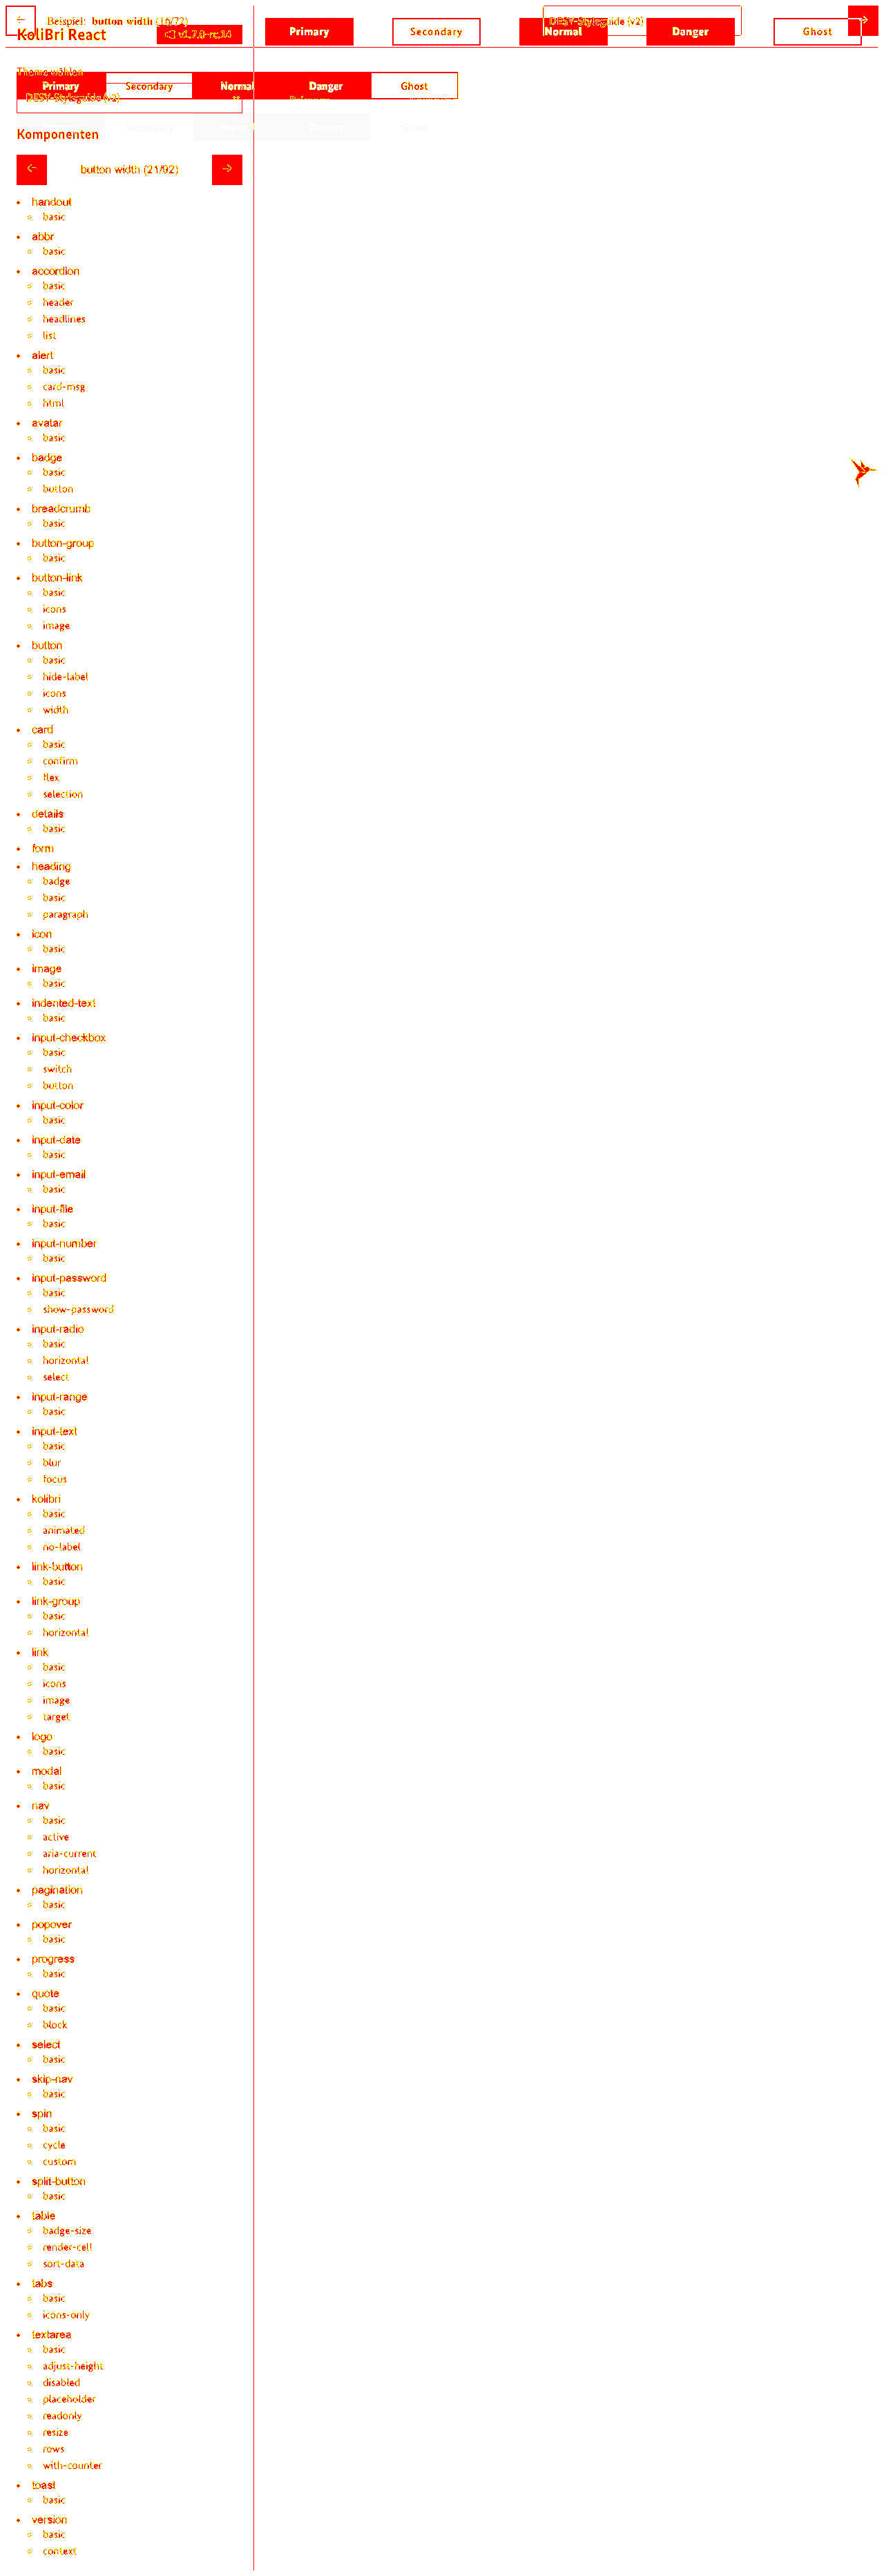 Beispiel: button width (16/72)
KoliBri React
v1.7.0-rc.14
Primary Secondary Normal Danger Ghost
DESY-Styleguide (v2)
Theme wählen
Primary Secondary Normal Danger Ghost
DESY-Styleguide (v2)
Primary Secondary Normal Danger Ghost
Komponenten
button width (21/92)
handout
basic
abbr
basic
accordion
basic
header
headlines
list
alert
basic
card-msg
html
avatar
basic
badge
basic
button
breadcrumb
basic
button-group
basic
button-link
basic
icons
image
button
basic
hide-label
icons
width
card
basic
confirm
flex
selection
details
basic
form
heading
badge
basic
paragraph
icon
basic
image
basic
indented-text
basic
input-checkbox
basic
switch
button
input-color
basic
input-date
basic
input-email
basic
input-file
basic
input-number
basic
input-password
basic
show-password
input-radio
basic
horizontal
select
input-range
basic
input-text
basic
blur
focus
kolibri
basic
animated
no-label
link-button
basic
link-group
basic
horizontal
link
basic
icons
image
target
logo
basic
modal
basic
nav
basic
active
aria-current
horizontal
pagination
basic
popover
basic
progress
basic
quote
basic
block
select
basic
skip-nav
basic
spin
basic
cycle
custom
split-button
basic
table
badge-size
render-cell
sort-data
tabs
basic
icons-only
textarea
basic
adjust-height
disabled
placeholder
readonly
resize
rows
with-counter
toast
basic
version
basic
context